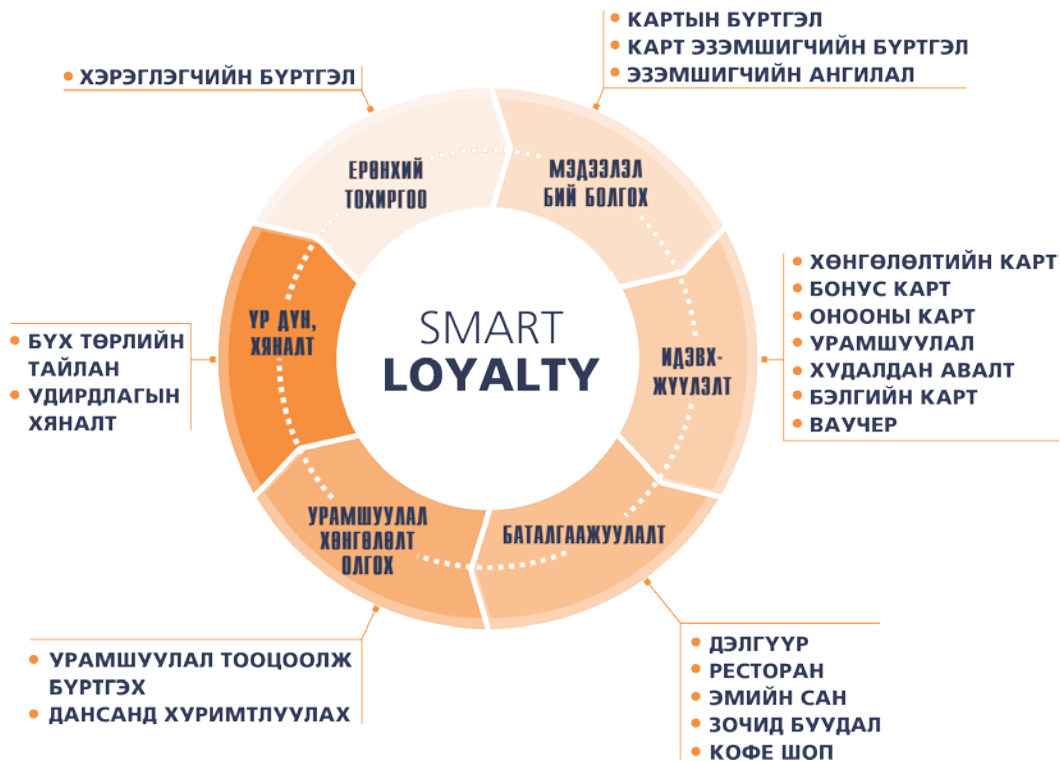 ХЭРЭГЛЭГЧИЙН БҮРТГЭЛ
КАРТЫН БҮРТГЭЛ
КАРТ ЭЗЭМШИГЧИЙН БҮРТГЭЛ
ЭЗЭМШИГЧИЙН АНГИЛАЛ
ЕРӨНХИЙ
ТОХИРГОО
МЭДЭЭЛЭЛ
БИЙ БОЛГОХ
ХӨНГӨЛӨЛТИЙН КАРТ
БОНУС КАРТ
ОНООНЫ КАРТ
УРАМШУУЛАЛ
ХУДАЛДАН АВАЛТ
БЭЛГИЙН КАРТ
ВАУЧЕР
ИДЭВХ-
ЖҮҮЛЭЛТ
SMART
LOYALTY
ҮР ДҮН,
ХЯНАЛТ
БҮХ ТӨРЛИЙН
ТАЙЛАН
УДИРДЛАГЫН
ХЯНАЛТ
УРАМШУУЛАЛ
ХӨНГӨЛӨЛТ
ОЛГОХ
БАТАЛГААЖУУЛАЛТ
УРАМШУУЛАЛ ТООЦООЛЖ
БҮРТГЭХ
ДАНСАНД ХУРИМТЛУУЛАХ
ДЭЛГҮҮР
РЕСТОРАН
ЭМИЙН САН
ЗОЧИД БУУДАЛ
КОФЕ ШОП